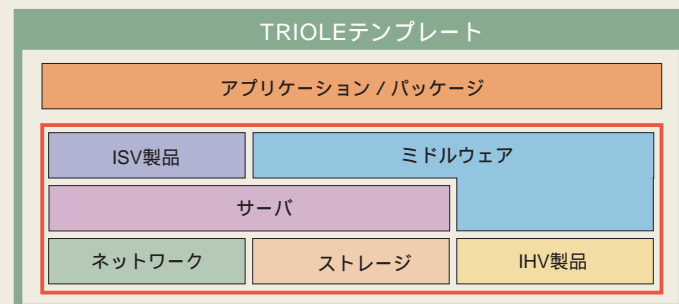 TRIOLEテンプレート
アプリケーション / パッケージ
ISV製品
ミドルウェア
サーバ
ネットワーク
ストレージ
IHV製品